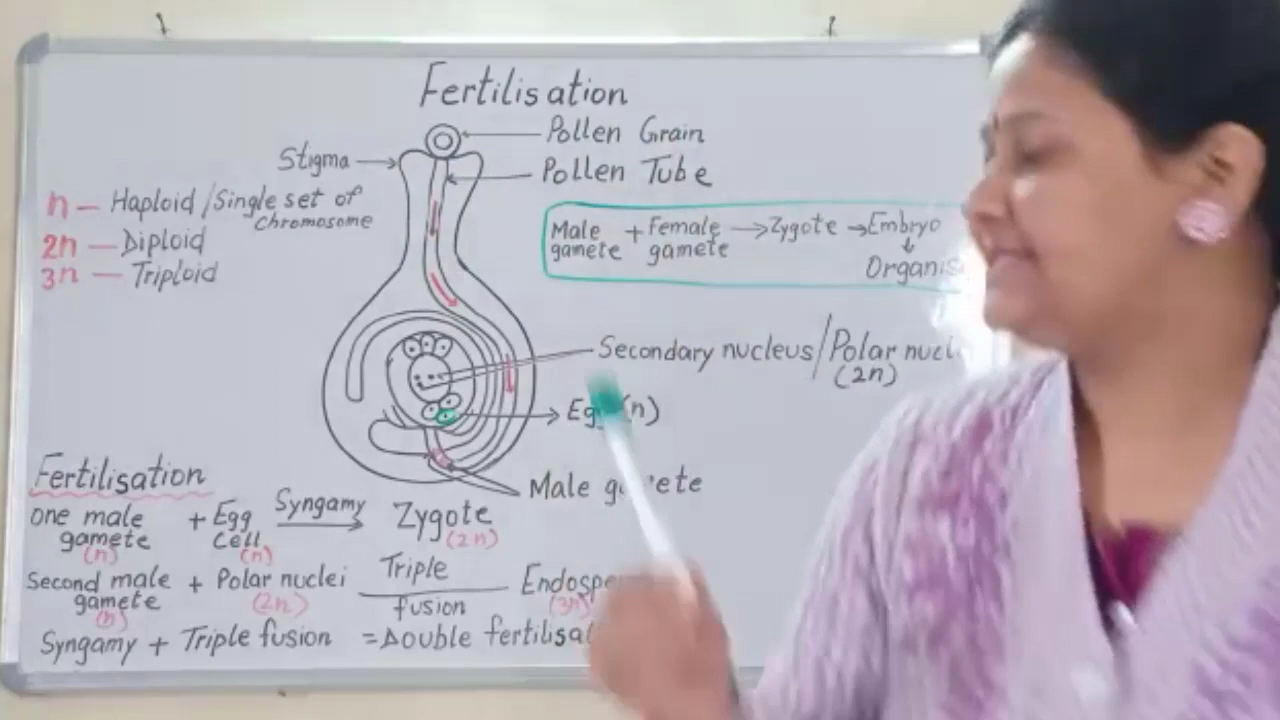 Fertilisation
Pollen Grain
Stigma
Pollen Tube
n — Haploid/Single set of
chromosome
2n — Diploid
3n — Triploid
Male + Female → Zygote → Embryo
gamete gamete ↓
Secondary nucleus/Polar
(2n)
(n)
Male
Fertilisation
one male + Egg Syngamy → Zygote
gamete Cell (2n)
(n) (n)
Second male + Polar nuclei Triple
gamete (2n) fusion (3n)
(n)
Syngamy + Triple fusion = Double